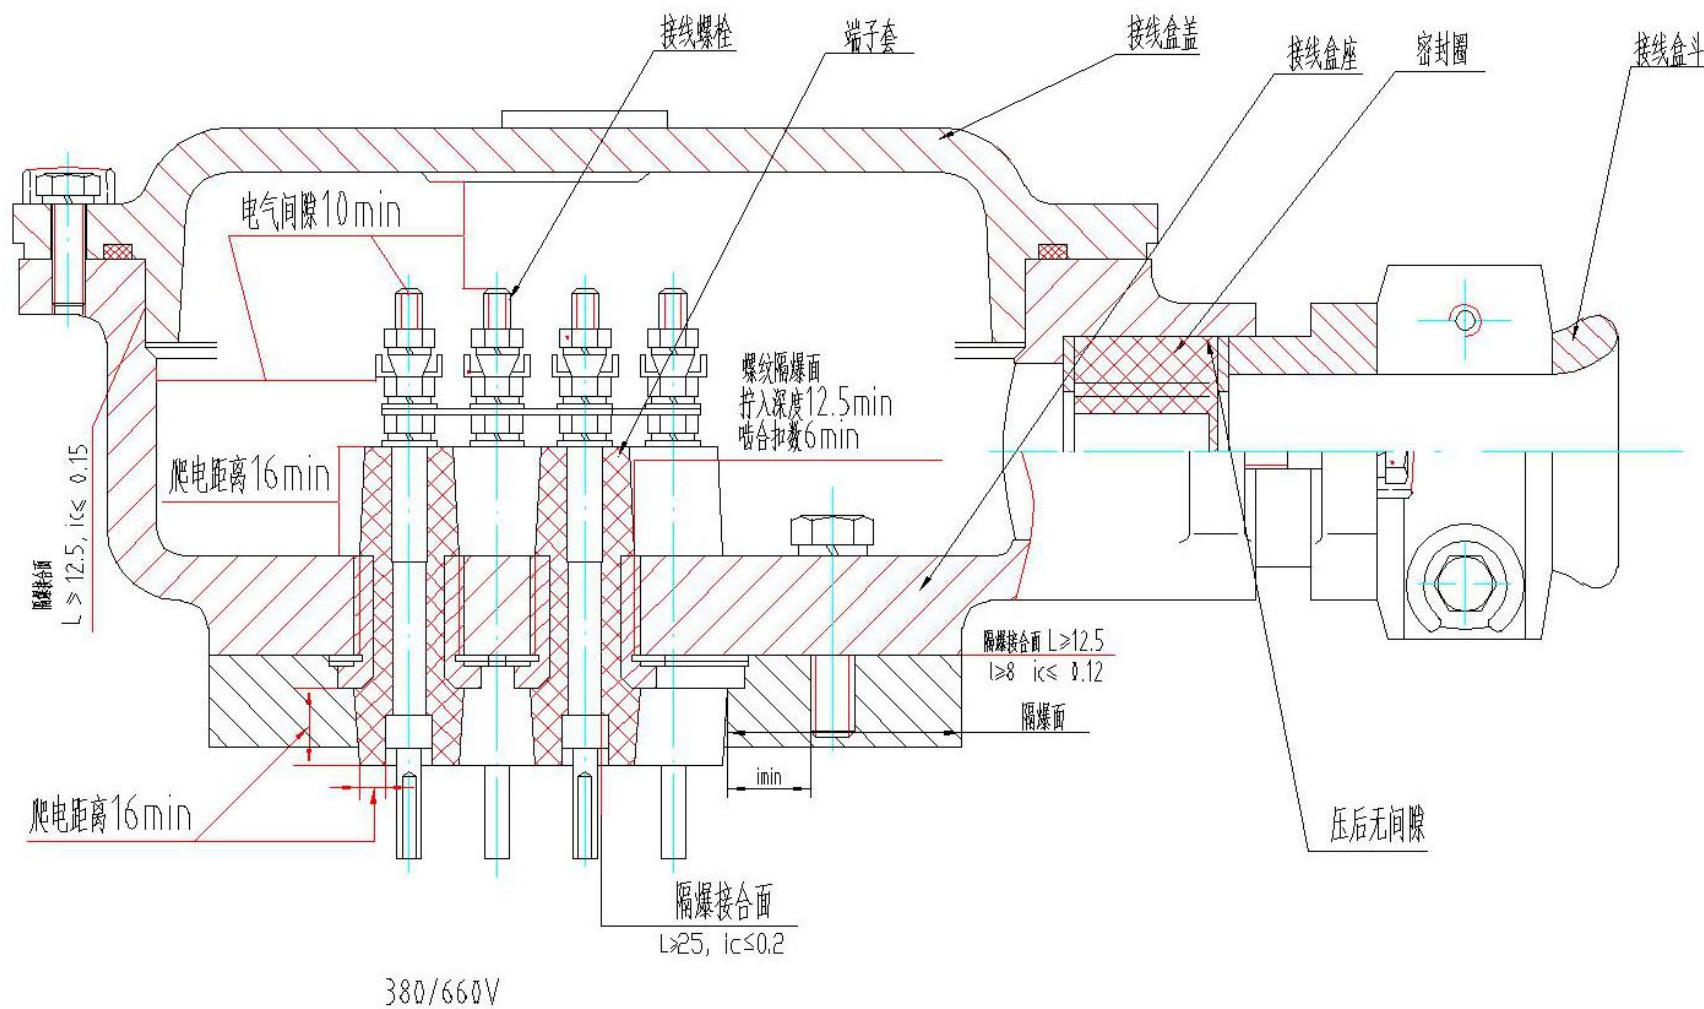 接线螺栓
端子套
接线盒盖
接线盒座
密封圈
接线盒斗
电气间隙10min
螺纹隔爆面
拧入深度12.5min
啮合扣数6min
爬电距离16min
隔爆接合面
L≥12.5, ic≤ 0.15
隔爆接合面 L≥12.5
l≥8 ic≤ 0.12
隔爆面
imin
爬电距离16min
压后无间隙
隔爆接合面
L≥25, ic≤0.2
380/660V